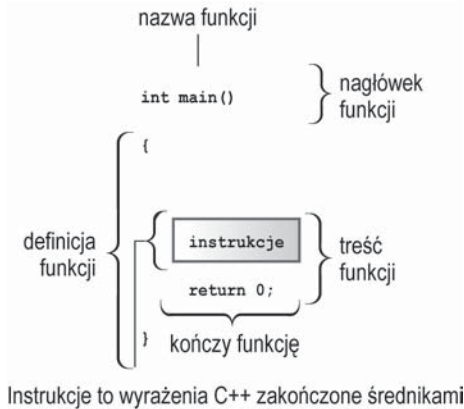 nazwa funkcji
int main()
nagłówek
funkcji
{
definicja
funkcji
instrukcje
treść
funkcji
return 0;
}
kończy funkcję
Instrukcje to wyrażenia C++ zakończone średnikami